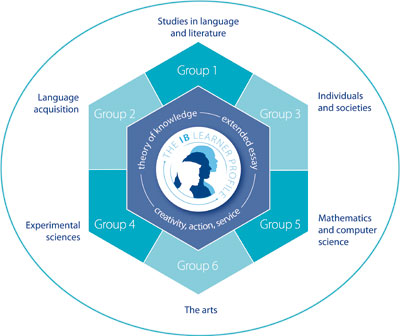 Studies in language
and literature
Group 1
Language
acquisition
Group 2
Group 3
Individuals
and societies
theory of knowledge
extended essay
THE IB LEARNER PROFILE
creativity, action, service
Experimental
sciences
Group 4
Group 5
Mathematics
and computer
science
Group 6
The arts